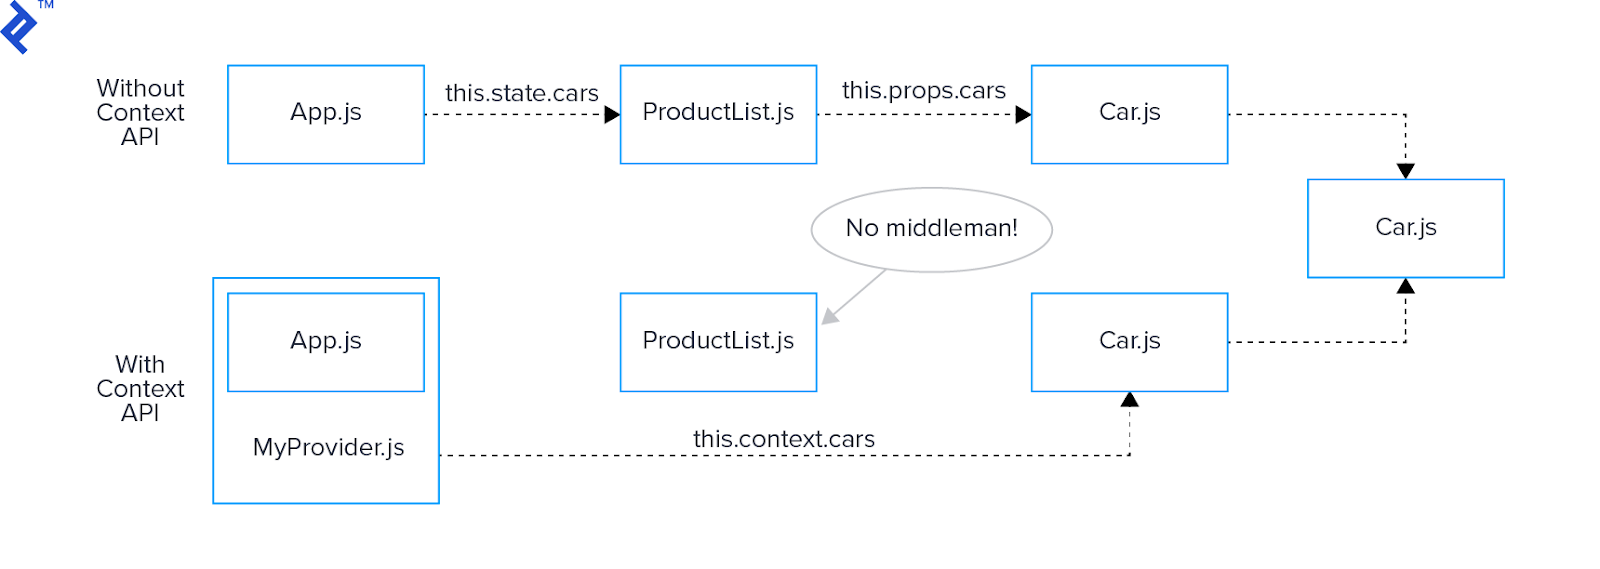 TM
Without
Context
API
App.js
this.state.cars
ProductList.js
this.props.cars
Car.js
Car.js
No middleman!
With
Context
API
App.js
MyProvider.js
ProductList.js
Car.js
this.context.cars